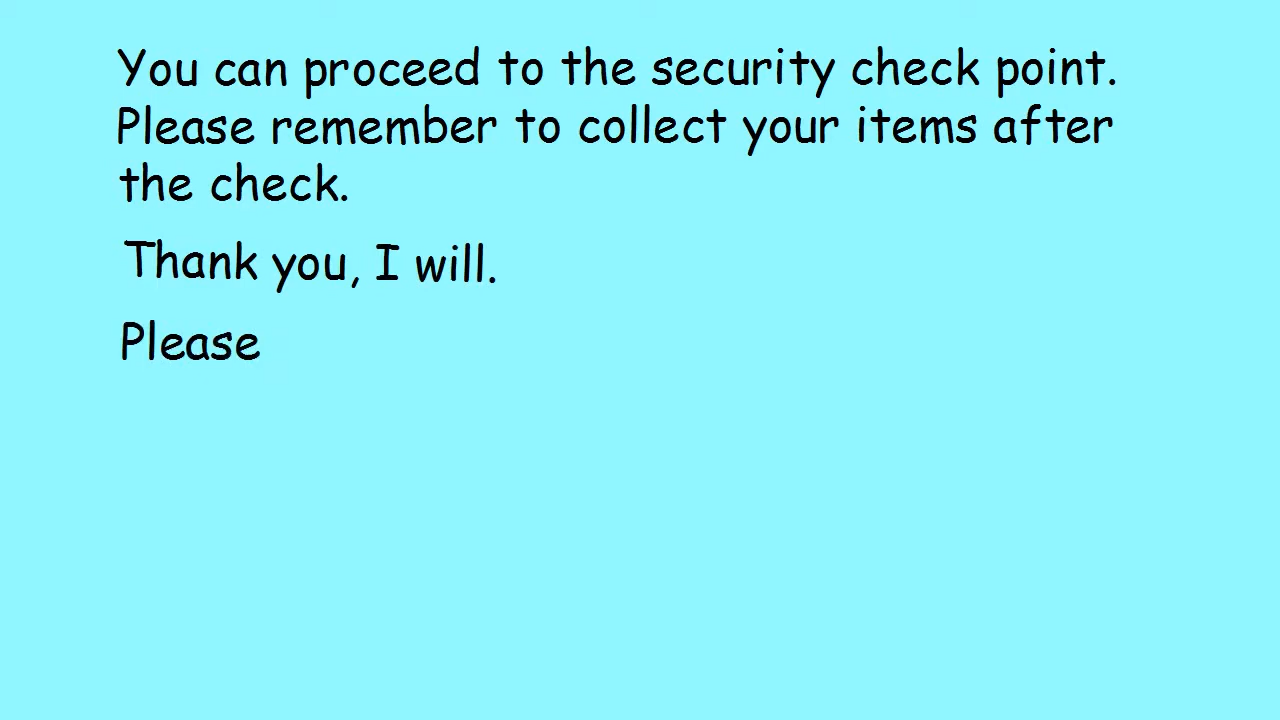 You can proceed to the security check point.
Please remember to collect your items after
the check.
Thank you, I will.
Please